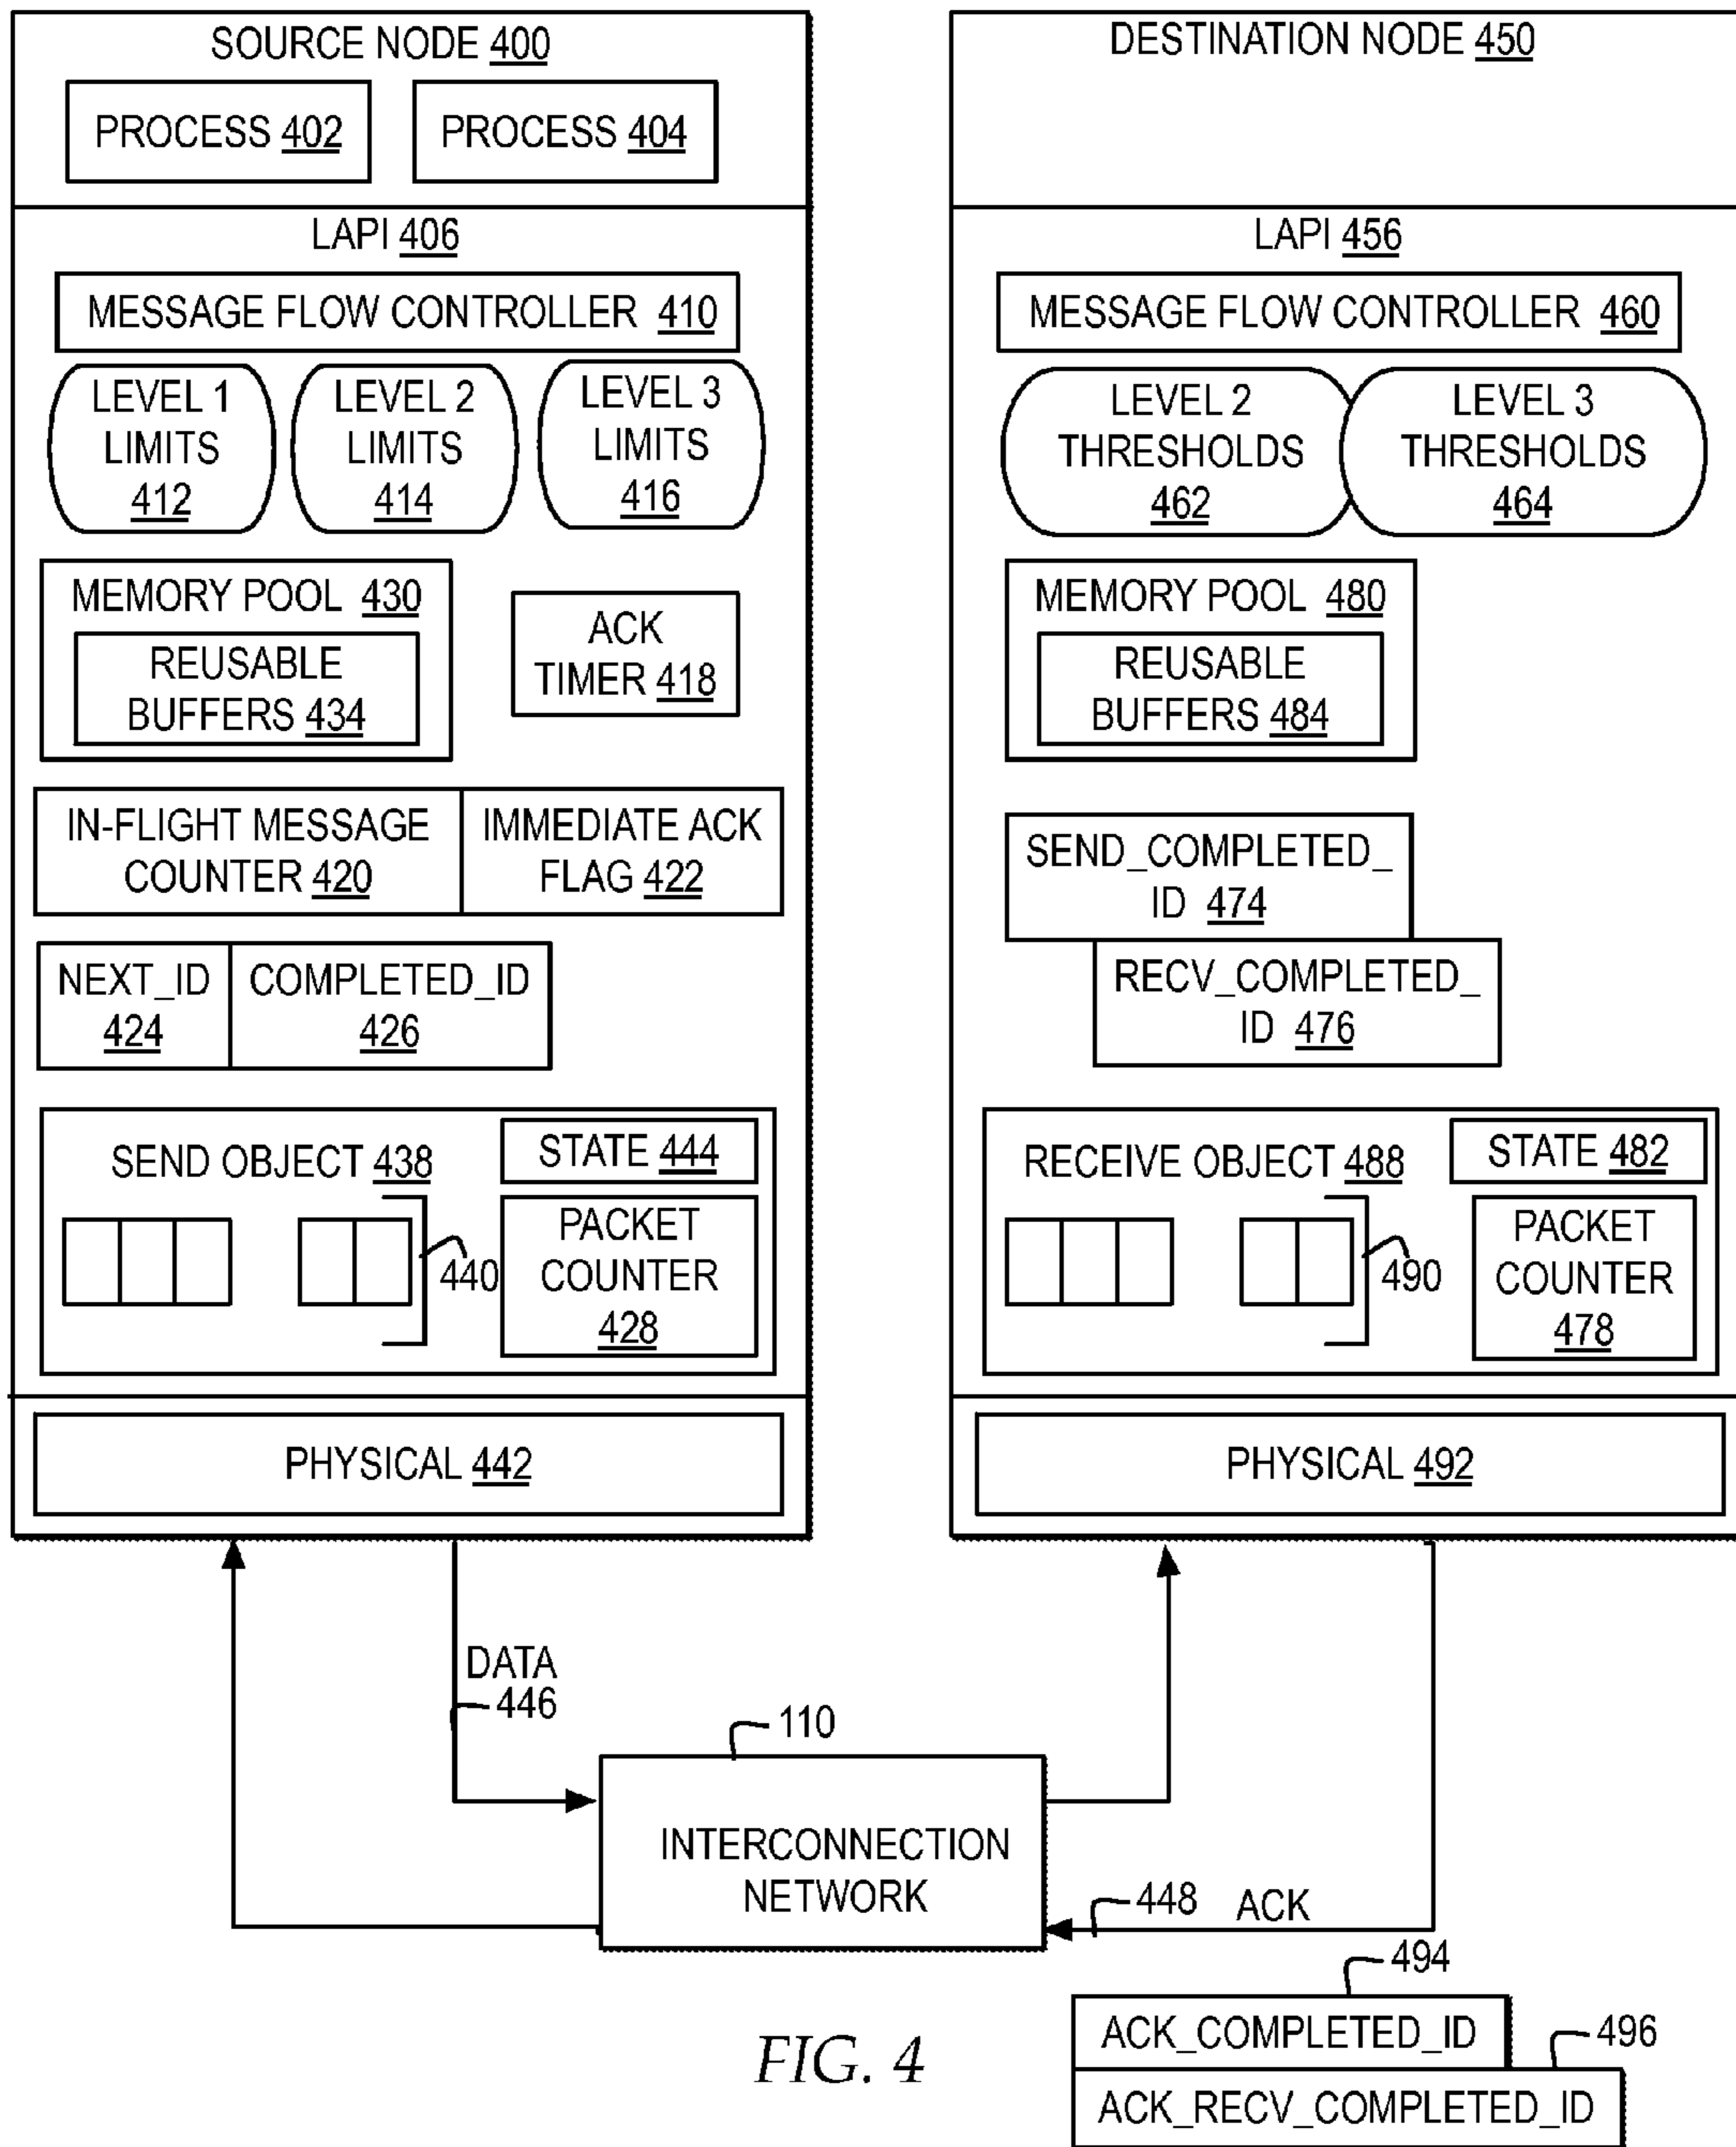 SOURCE NODE 400
PROCESS 402
PROCESS 404
LAPI 406
MESSAGE FLOW CONTROLLER 410
LEVEL 1
LIMITS
412
LEVEL 2
LIMITS
414
LEVEL 3
LIMITS
416
MEMORY POOL 430
REUSABLE
BUFFERS 434
ACK
TIMER 418
IN-FLIGHT MESSAGE
COUNTER 420
IMMEDIATE ACK
FLAG 422
NEXT_ID
424
COMPLETED_ID
426
SEND OBJECT 438
STATE 444
440
PACKET
COUNTER
428
PHYSICAL 442
DESTINATION NODE 450
LAPI 456
MESSAGE FLOW CONTROLLER 460
LEVEL 2
THRESHOLDS
462
LEVEL 3
THRESHOLDS
464
MEMORY POOL 480
REUSABLE
BUFFERS 484
SEND_COMPLETED_
ID 474
RECV_COMPLETED_
ID 476
RECEIVE OBJECT 488
STATE 482
490
PACKET
COUNTER
478
PHYSICAL 492
DATA
446
110
INTERCONNECTION
NETWORK
448 ACK
494
ACK_COMPLETED_ID
496
ACK_RECV_COMPLETED_ID
FIG. 4